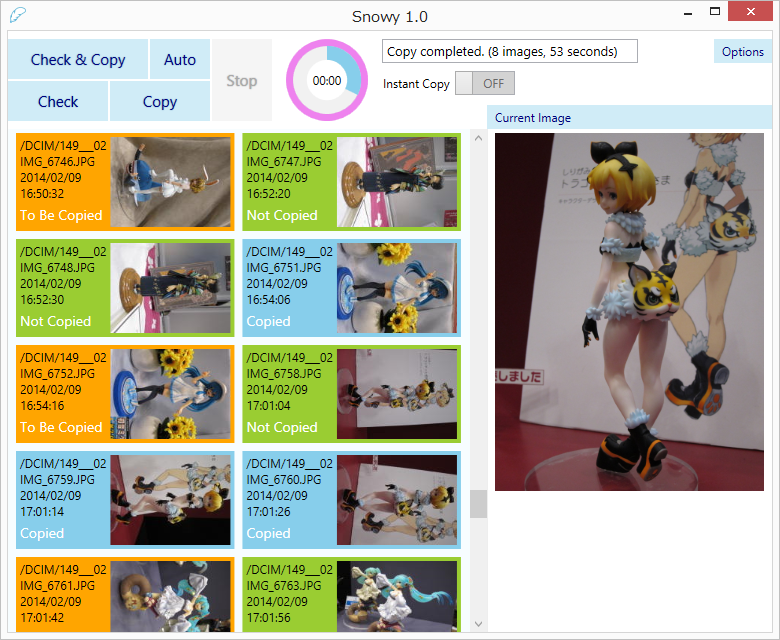 Snowy 1.0
Check & Copy
Auto
Stop
Check
Copy
00:00
Copy completed. (8 images, 53 seconds)
Options
Instant Copy
OFF
Current Image
/DCIM/149___02
IMG_6746.JPG
2014/02/09
16:50:32
To Be Copied
/DCIM/149___02
IMG_6747.JPG
2014/02/09
16:52:20
Not Copied
/DCIM/149___02
IMG_6748.JPG
2014/02/09
16:52:30
Not Copied
/DCIM/149___02
IMG_6751.JPG
2014/02/09
16:54:06
Copied
/DCIM/149___02
IMG_6752.JPG
2014/02/09
16:54:16
To Be Copied
/DCIM/149___02
IMG_6758.JPG
2014/02/09
17:01:04
Not Copied
/DCIM/149___02
IMG_6759.JPG
2014/02/09
17:01:14
Copied
/DCIM/149___02
IMG_6760.JPG
2014/02/09
17:01:26
Copied
/DCIM/149___02
IMG_6761.JPG
2014/02/09
17:01:42
/DCIM/149___02
IMG_6763.JPG
2014/02/09
17:01:56
しました